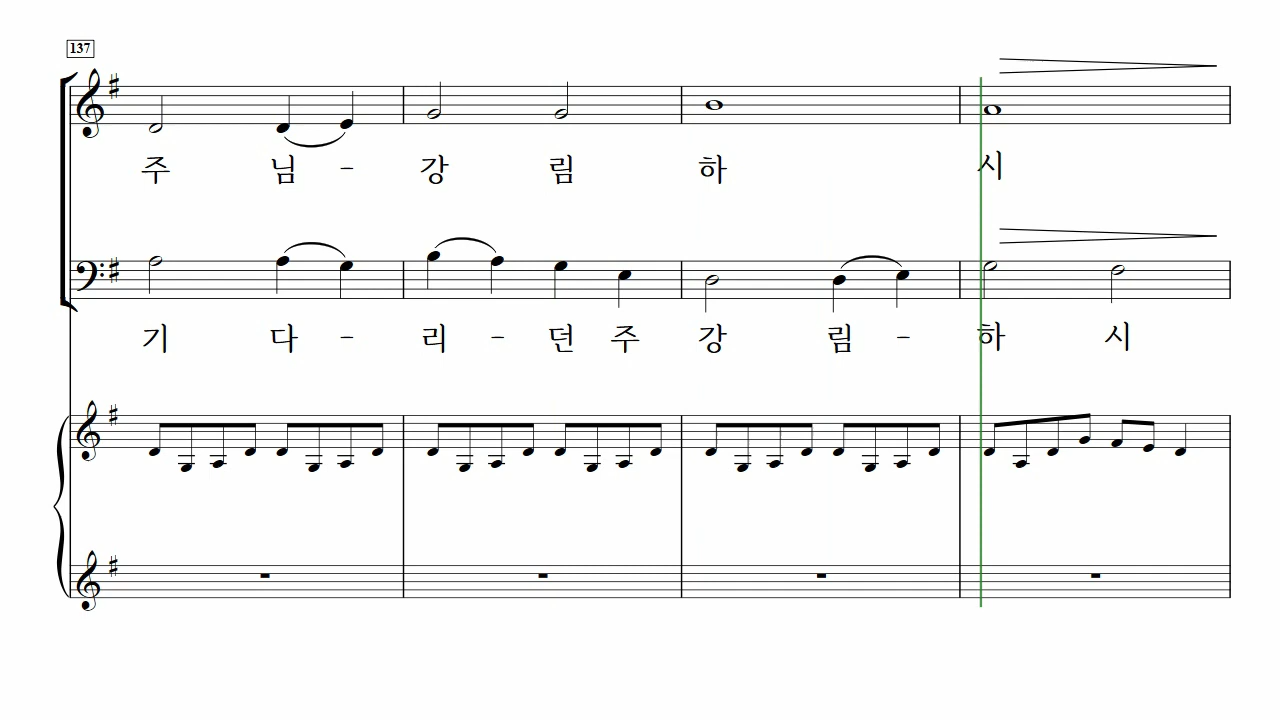 137
주 님 - 강 림 하 시
기 다 - 리 - 던 주 강 림 - 하 시